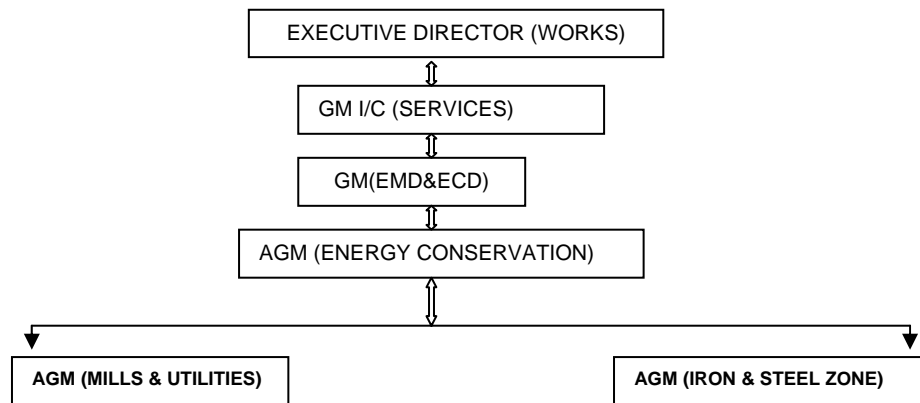 EXECUTIVE DIRECTOR (WORKS)
GM I/C (SERVICES)
GM(EMD&ECD)
AGM (ENERGY CONSERVATION)
AGM (MILLS & UTILITIES)
AGM (IRON & STEEL ZONE)